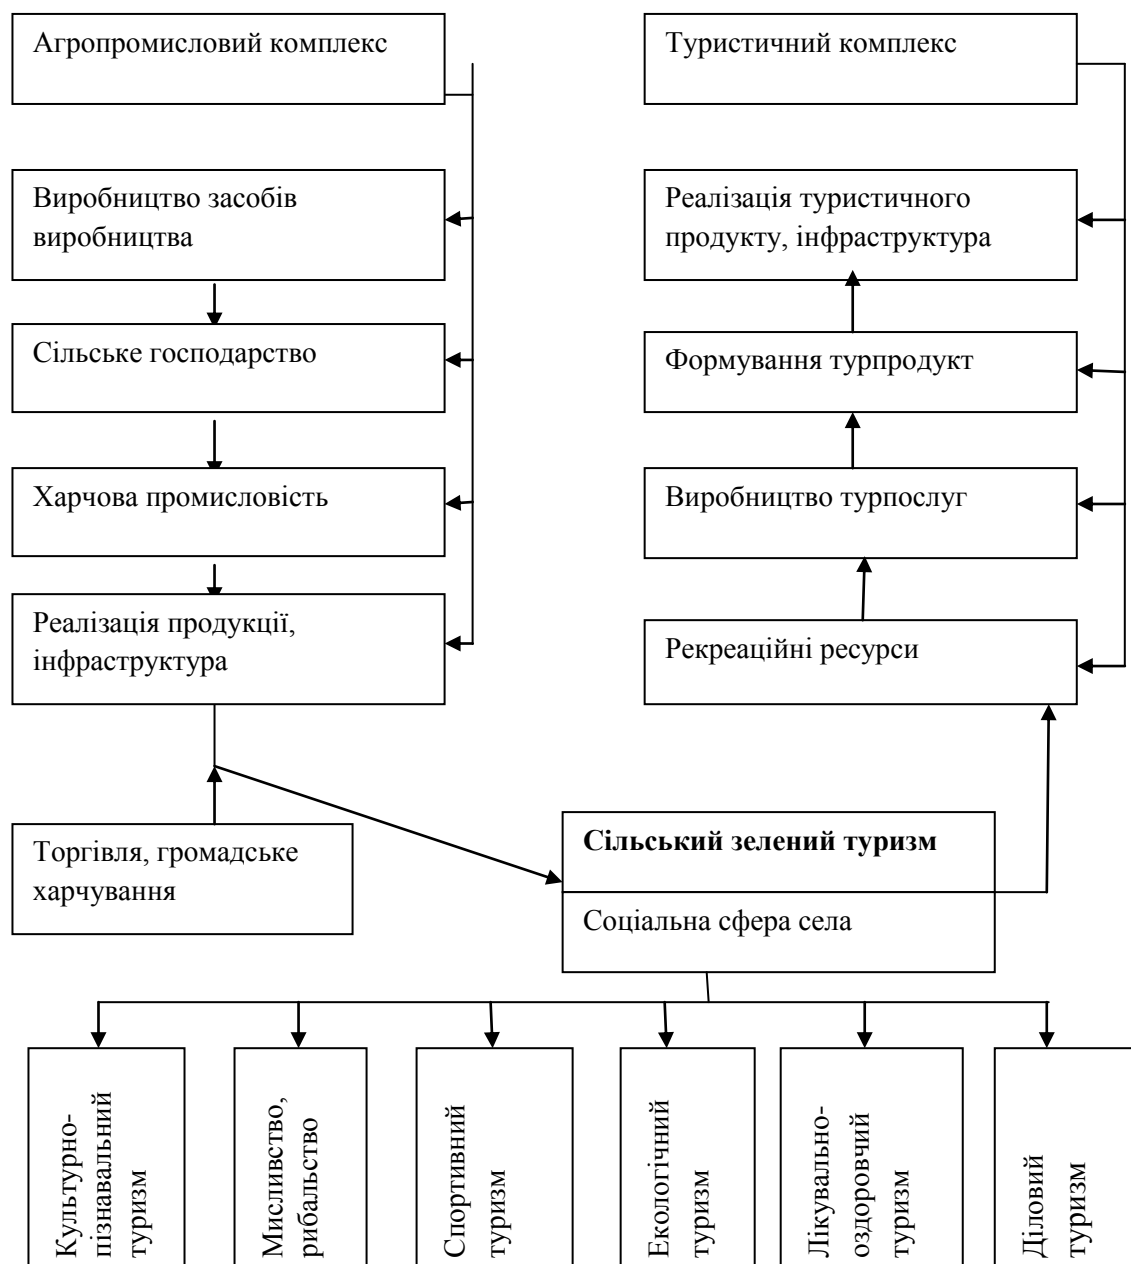 Агропромисловий комплекс
Туристичний комплекс
Виробництво засобів
виробництва
Реалізація туристичного
продукту, інфраструктура
Сільське господарство
Формування турпродукт
Харчова промисловість
Виробництво турпослуг
Реалізація продукції,
інфраструктура
Рекреаційні ресурси
Торгівля, громадське
харчування
Сільський зелений туризм
Соціальна сфера села
Культурно-
пізнавальний
туризм
Мисливство,
рибальство
Спортивний
туризм
Екологічний
туризм
Лікувально-
оздоровчий
туризм
Діловий
туризм